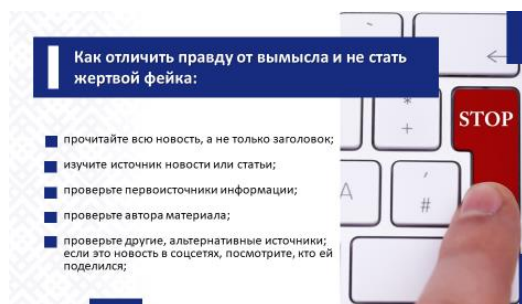 Как отличить правду от вымысла и не стать
жертвой фейка:
прочитайте всю новость, а не только заголовок;
изучите источник новости или статьи;
проверьте первоисточники информации;
проверьте автора материала;
проверьте другие, альтернативные источники;
если это новость в соцсетях, посмотрите, кто ей
поделился;
STOP
*
+
A
#